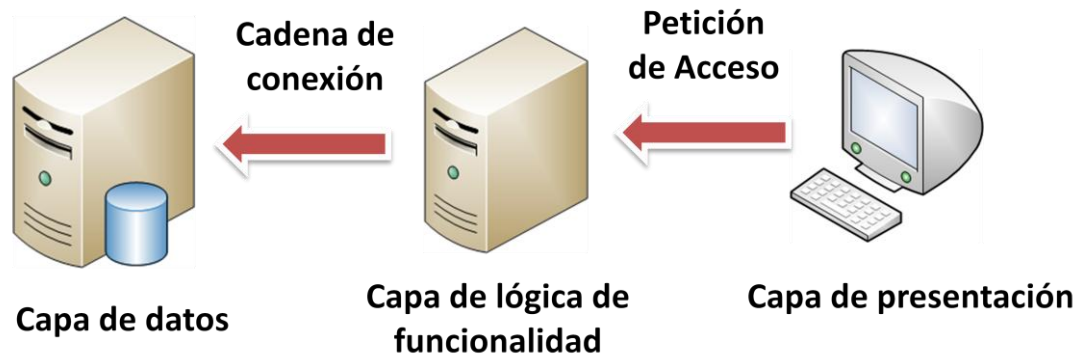 Cadena de
conexión
Petición
de Acceso
Capa de datos
Capa de lógica de
funcionalidad
Capa de presentación